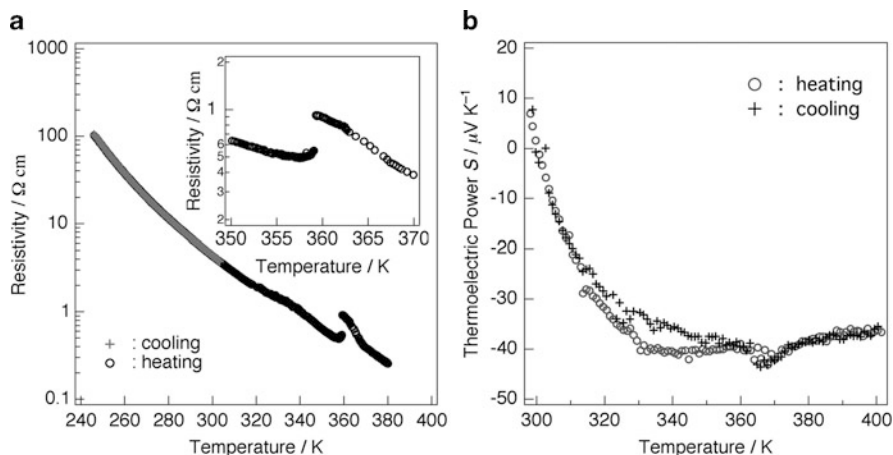 a
Resistivity / Ω cm
1000
100
10
1
0.1
240 260 280 300 320 340 360 380 400
Temperature / K
+ : cooling
o : heating
Resistivity / Ω cm
2
1
6
5
4
3
2
350 355 360 365 370
Temperature / K
b
Thermoelectric Power S / μV K⁻¹
20
10
0
-10
-20
-30
-40
-50
300 320 340 360 380 400
Temperature / K
○ : heating
+ : cooling